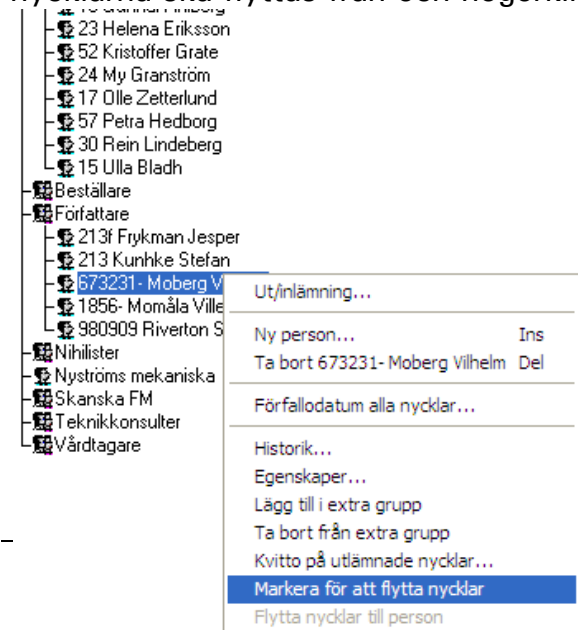 ska flyttas från och
23 Helena Eriksson
52 Kristoffer Grate
24 My Granström
17 Olle Zetterlund
57 Petra Hedborg
30 Rein Lindeberg
15 Ulla Bladh
Beställare
Författare
213f Frykman Jesper
213 Kunhke Stefan
673231- Moberg V
1856- Momåla Ville
980909 Riverton S
Nihilister
Nyströms mekaniska
Skanska FM
Teknikkonsulter
Vårdtagare
Ut/inlämning...
Ny person... Ins
Ta bort 673231- Moberg Vilhelm Del
Förfallodatum alla nycklar...
Historik...
Egenskaper...
Lägg till i extra grupp
Ta bort från extra grupp
Kvitto på utlämnade nycklar...
Markera för att flytta nycklar
Flytta nycklar till person